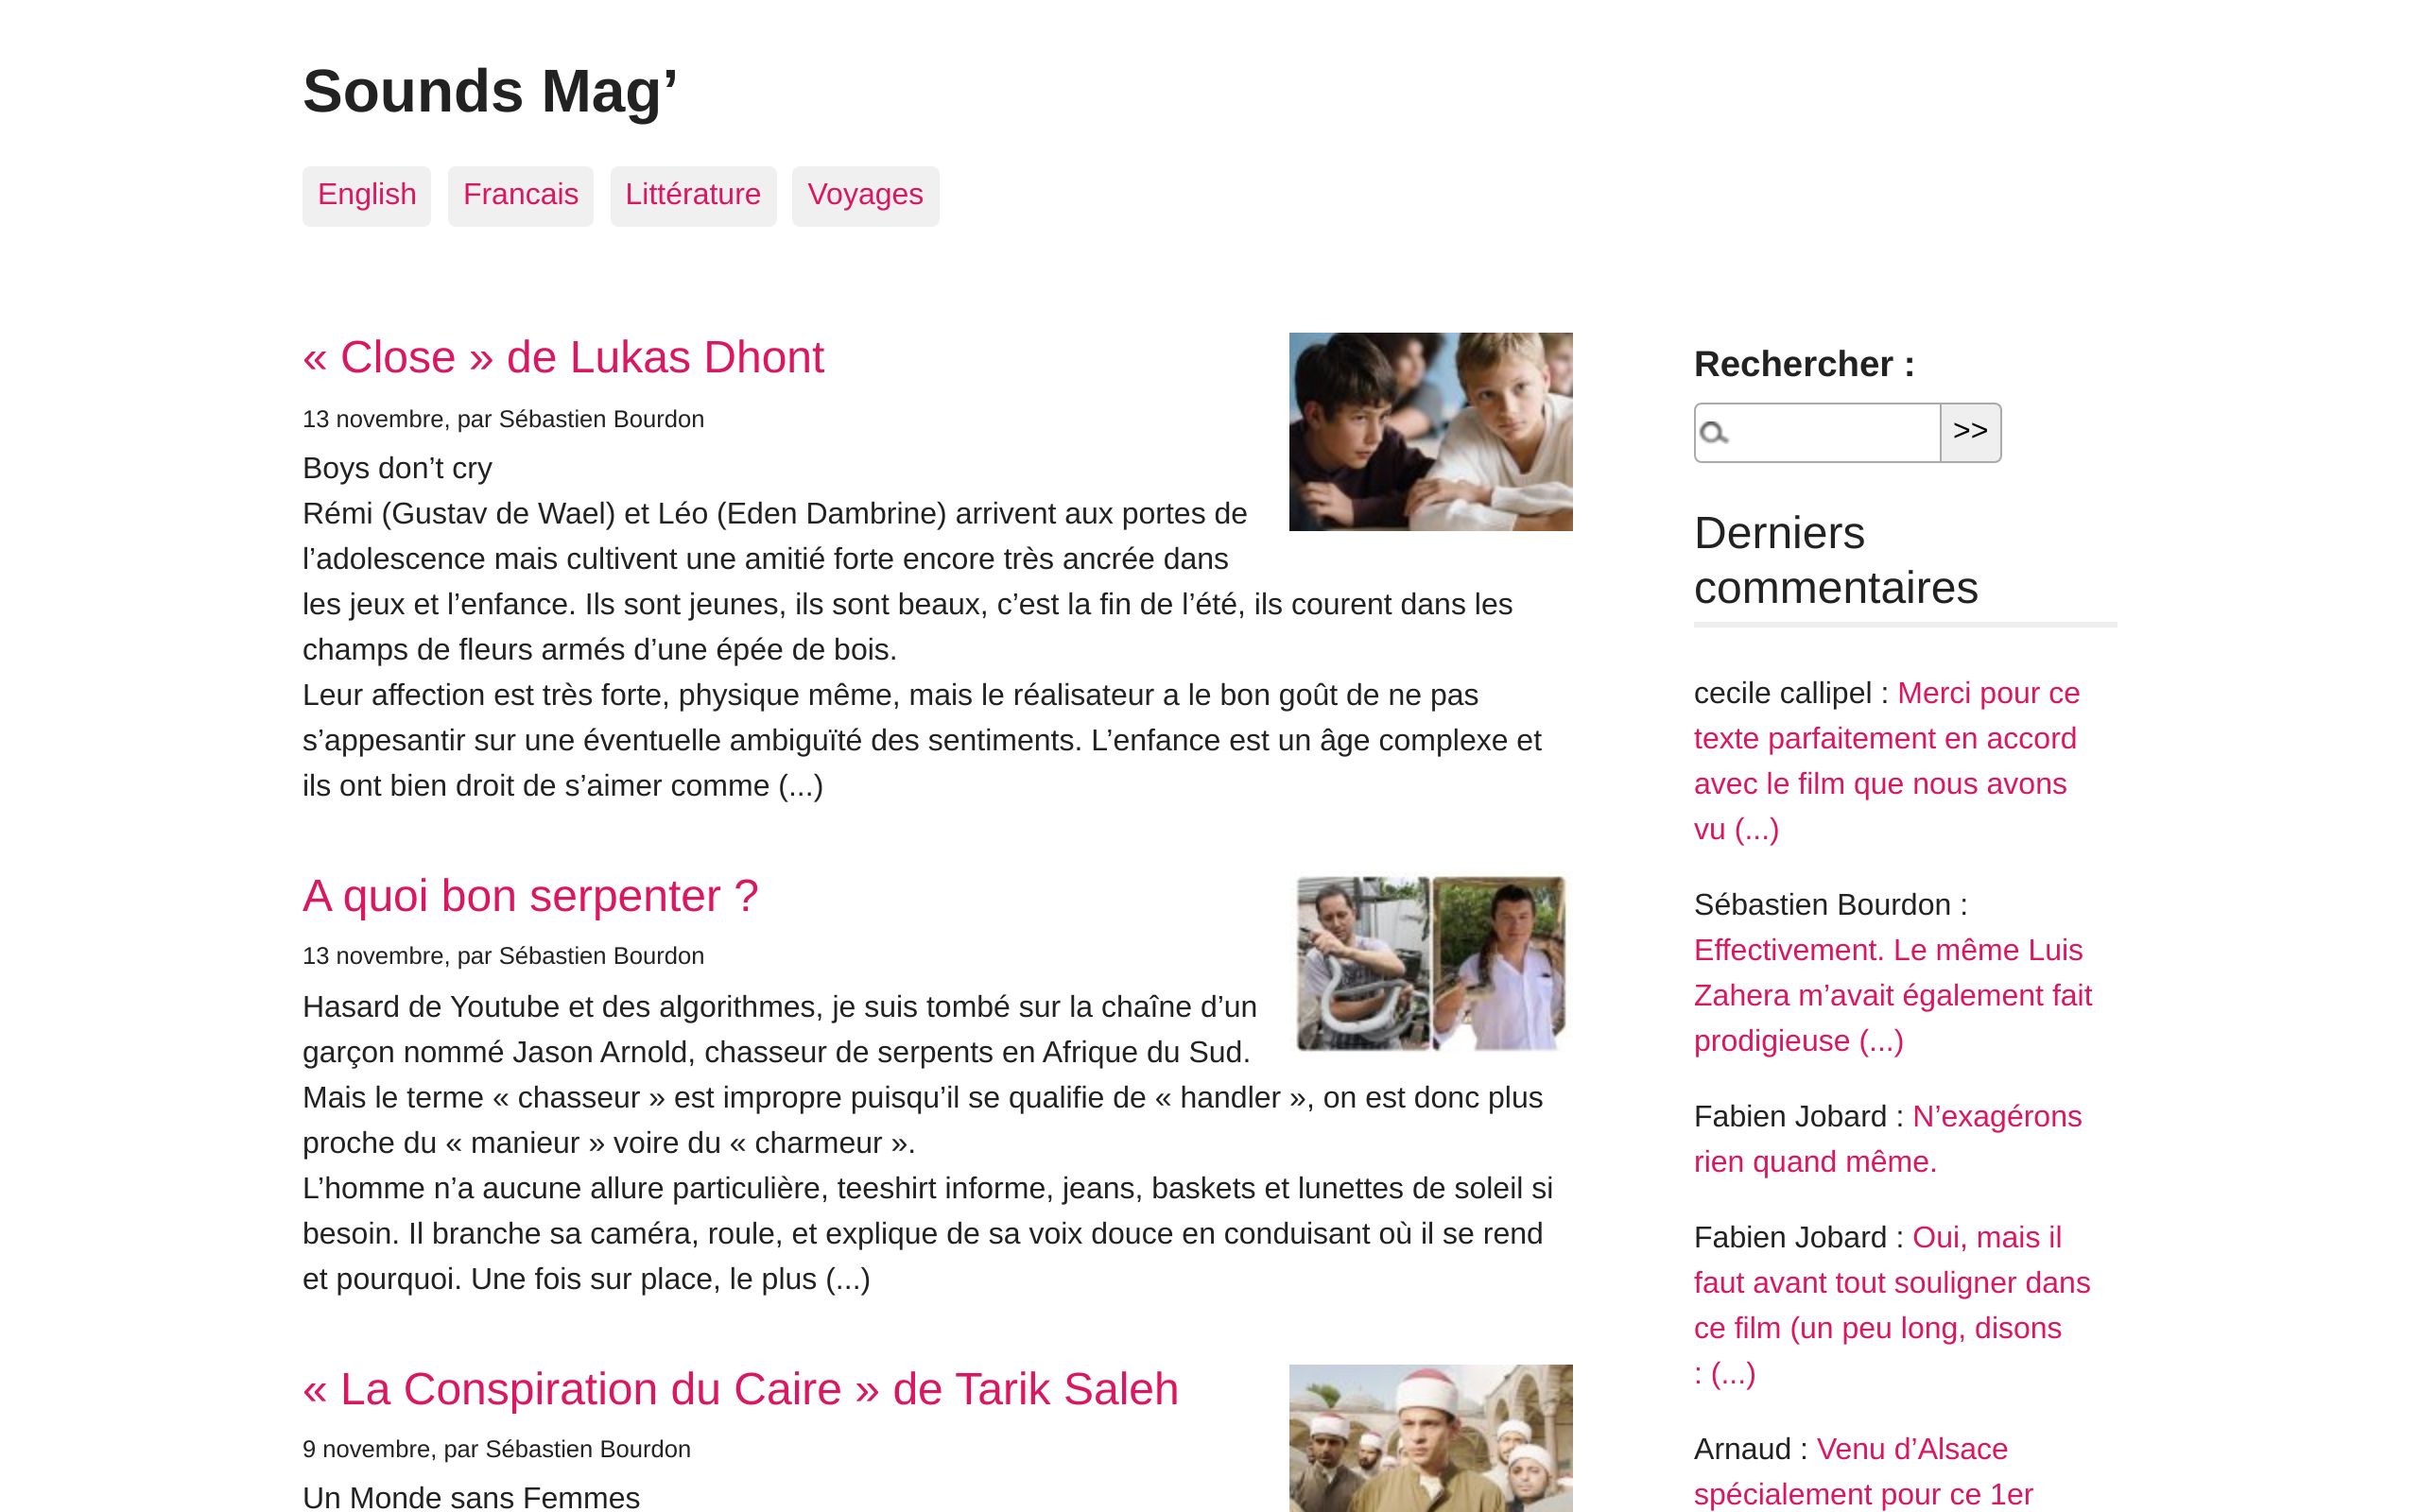 Sounds Mag’
English Francais Littérature Voyages
« Close » de Lukas Dhont
13 novembre, par Sébastien Bourdon
Boys don’t cry
Rémi (Gustav de Wael) et Léo (Eden Dambrine) arrivent aux portes de
l’adolescence mais cultivent une amitié forte encore très ancrée dans
les jeux et l’enfance. Ils sont jeunes, ils sont beaux, c’est la fin de l’été, ils courent dans les
champs de fleurs armés d’une épée de bois.
Leur affection est très forte, physique même, mais le réalisateur a le bon goût de ne pas
s’appesantir sur une éventuelle ambiguïté des sentiments. L’enfance est un âge complexe et
ils ont bien droit de s’aimer comme (...)
A quoi bon serpenter ?
13 novembre, par Sébastien Bourdon
Hasard de Youtube et des algorithmes, je suis tombé sur la chaîne d’un
garçon nommé Jason Arnold, chasseur de serpents en Afrique du Sud.
Mais le terme « chasseur » est impropre puisqu’il se qualifie de « handler », on est donc plus
proche du « manieur » voire du « charmeur ».
L’homme n’a aucune allure particulière, teeshirt informe, jeans, baskets et lunettes de soleil si
besoin. Il branche sa caméra, roule, et explique de sa voix douce en conduisant où il se rend
et pourquoi. Une fois sur place, le plus (...)
« La Conspiration du Caire » de Tarik Saleh
9 novembre, par Sébastien Bourdon
Un Monde sans Femmes
Rechercher :
>>
Derniers
commentaires
cecile callipel : Merci pour ce
texte parfaitement en accord
avec le film que nous avons
vu (...)
Sébastien Bourdon :
Effectivement. Le même Luis
Zahera m’avait également fait
prodigieuse (...)
Fabien Jobard : N’exagérons
rien quand même.
Fabien Jobard : Oui, mais il
faut avant tout souligner dans
ce film (un peu long, disons
: (...)
Arnaud : Venu d’Alsace
spécialement pour ce 1er